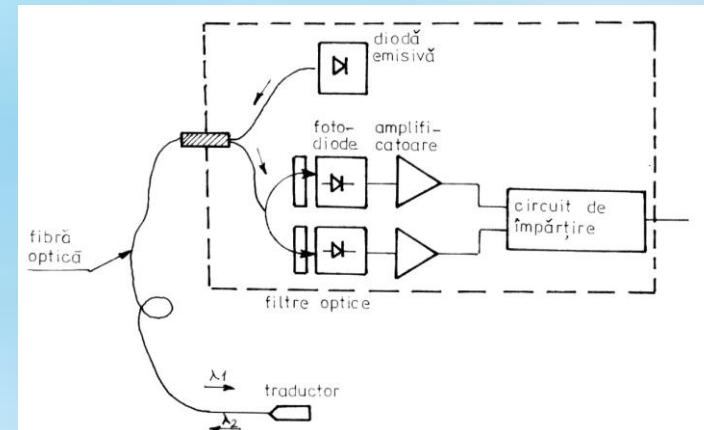 diodă
emisivă
foto-
diode
amplifi-
catoare
circuit de
împărțire
fibră
optică
filtre optice
λ1
traductor
λ2